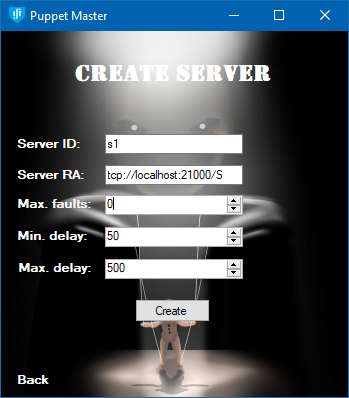 Puppet Master
CREATE SERVER
Server ID: s1
Server RA: tcp://localhost:21000/S
Max. faults: 0
Min. delay: 50
Max. delay: 500
Create
Back